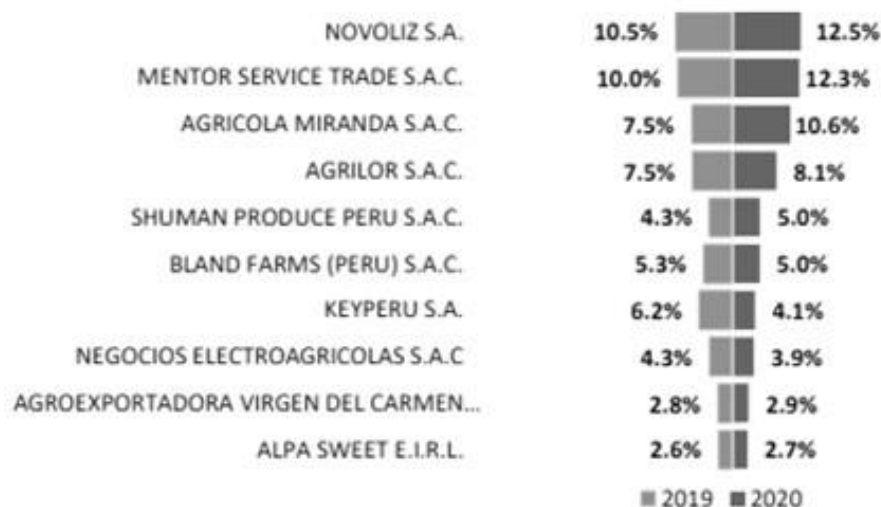 NOVOLIZ S.A. 10.5% 12.5%
MENTOR SERVICE TRADE S.A.C. 10.0% 12.3%
AGRICOLA MIRANDA S.A.C. 7.5% 10.6%
AGRILOR S.A.C. 7.5% 8.1%
SHUMAN PRODUCE PERU S.A.C. 4.3% 5.0%
BLAND FARMS (PERU) S.A.C. 5.3% 5.0%
KEYPERU S.A. 6.2% 4.1%
NEGOCIOS ELECTROAGRICOLAS S.A.C 4.3% 3.9%
AGROEXPORTADORA VIRGEN DEL CARMEN... 2.8% 2.9%
ALPA SWEET E.I.R.L. 2.6% 2.7%
2019 2020